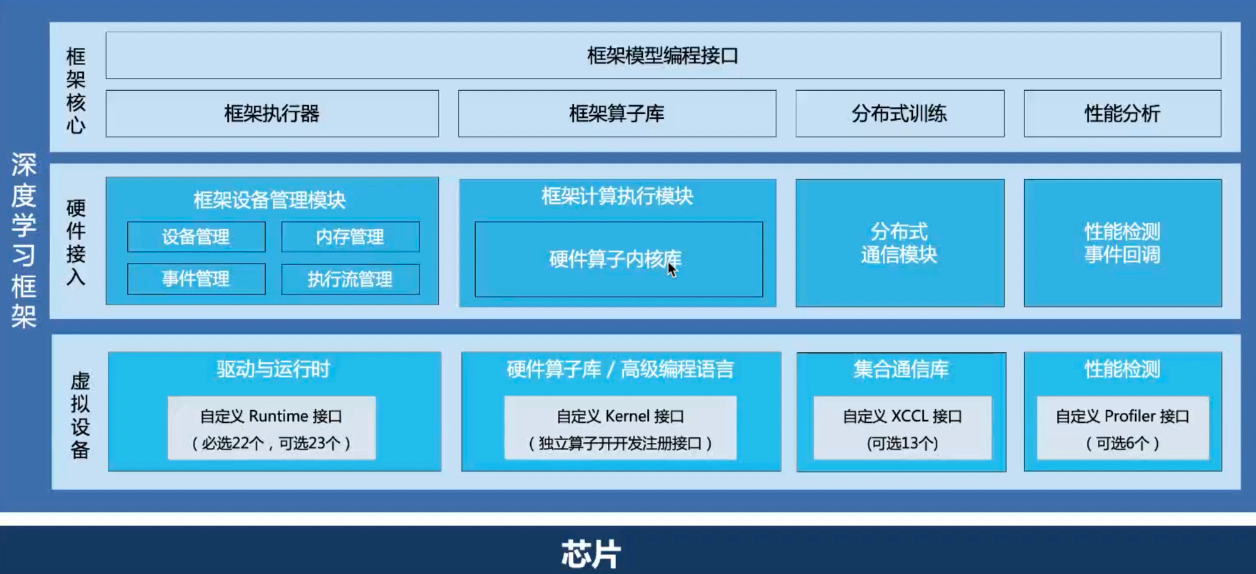 深度学习框架
框架核心
框架模型编程接口
框架执行器
框架算子库
分布式训练
性能分析
硬件接入
框架设备管理模块
设备管理
内存管理
事件管理
执行流管理
框架计算执行模块
硬件算子内核库
分布式
通信模块
性能检测
事件回调
虚拟设备
驱动与运行时
自定义 Runtime 接口
（必选22个，可选23个）
硬件算子库 / 高级编程语言
自定义 Kernel 接口
（独立算子开开发注册接口）
集合通信库
自定义 XCCL 接口
(可选13个)
性能检测
自定义 Profiler 接口
（可选6个）
芯片